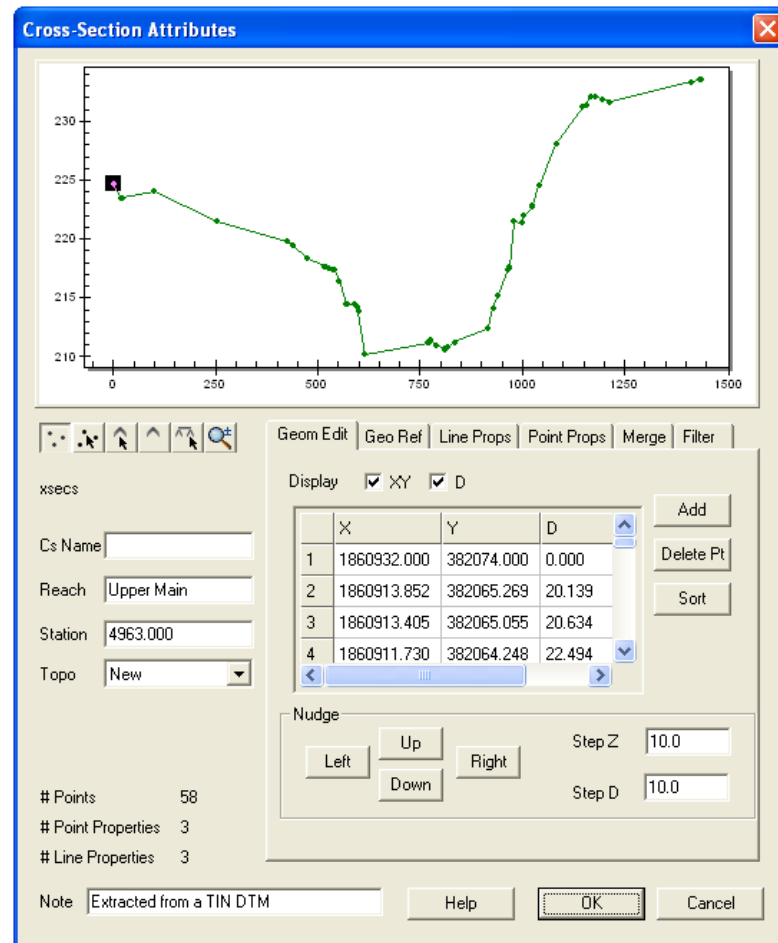 Cross-Section Attributes
230
225
220
215
210
0 250 500 750 1000 1250 1500
Geom Edit Geo Ref Line Props Point Props Merge Filter
xsecs
Display XY D
X Y D
1 1860932.000 382074.000 0.000
2 1860913.852 382065.269 20.139
3 1860913.405 382065.055 20.634
4 1860911.730 382064.248 22.494
Add
Delete Pt
Sort
Cs Name
Reach Upper Main
Station 4963.000
Topo New
Nudge
Left Up Down Right
Step Z 10.0
Step D 10.0
# Points 58
# Point Properties 3
# Line Properties 3
Note Extracted from a TIN DTM
Help OK Cancel